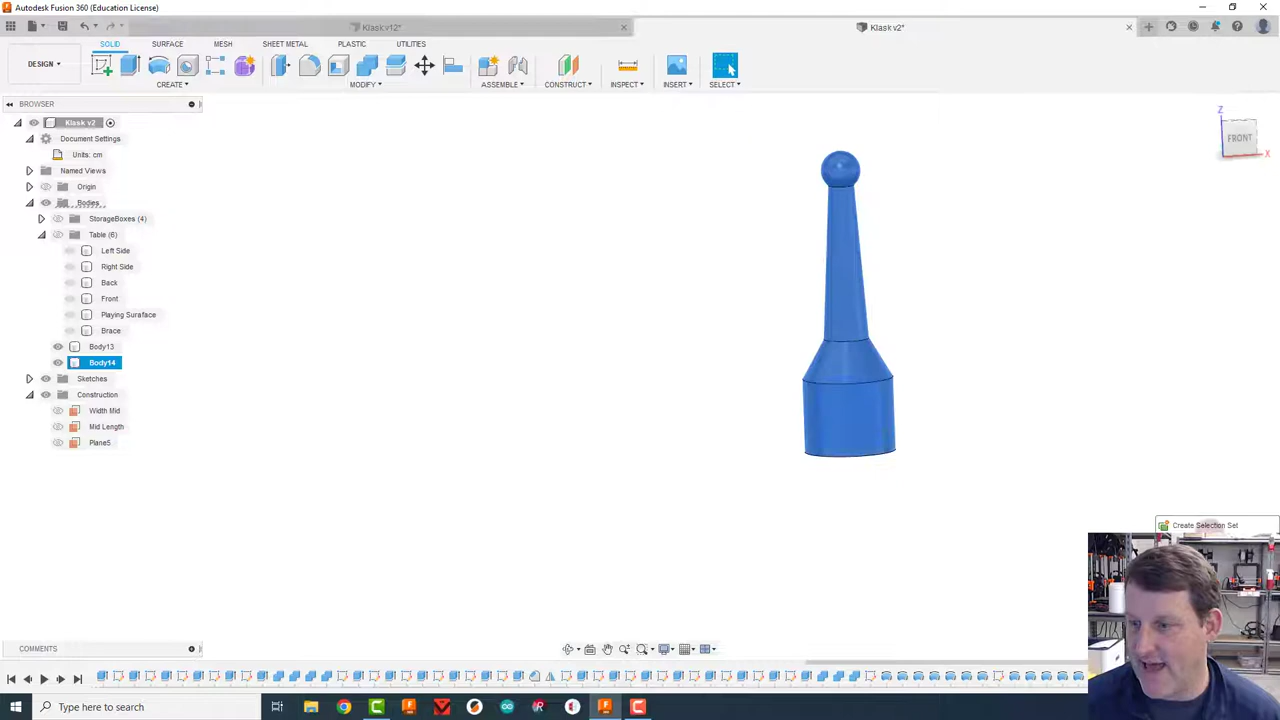 Autodesk Fusion 360 (Education License)
Klask v12*
Klask v2*
DESIGN
SOLID
SURFACE
MESH
SHEET METAL
PLASTIC
UTILITIES
CREATE
MODIFY
ASSEMBLE
CONSTRUCT
INSPECT
INSERT
SELECT
BROWSER
Klask v2
Document Settings
Units: cm
Named Views
Origin
Bodies
StorageBoxes (4)
Table (6)
Left Side
Right Side
Back
Front
Playing Suraface
Brace
Body13
Body14
Sketches
Construction
Width Mid
Mid Length
Plane5
Z
FRONT
X
Create Selection Set
COMMENTS
Type here to search